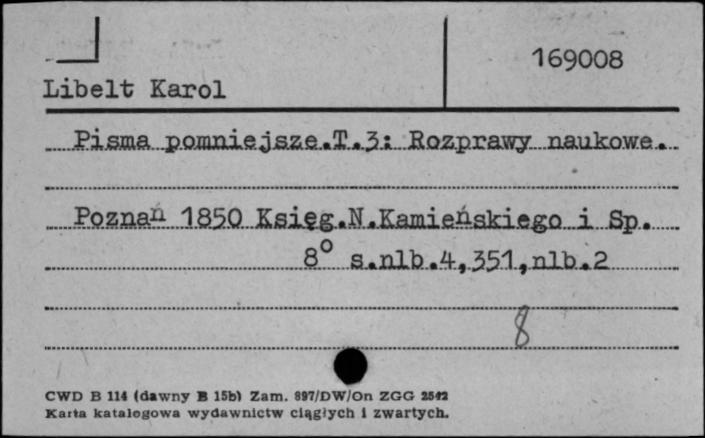 169008
Libelt Karol
Pisma pomniejsze.T.3: Rozprawy naukowe.
Poznań 1850 Księg.N.Kamieńskiego i Sp.
8° s.nlb.4,351,nlb.2
8
CWD B 114 (dawny B 15b) Zam. 897/DW/On ZGG 2542
Karta katalogowa wydawnictw ciągłych i zwartych.